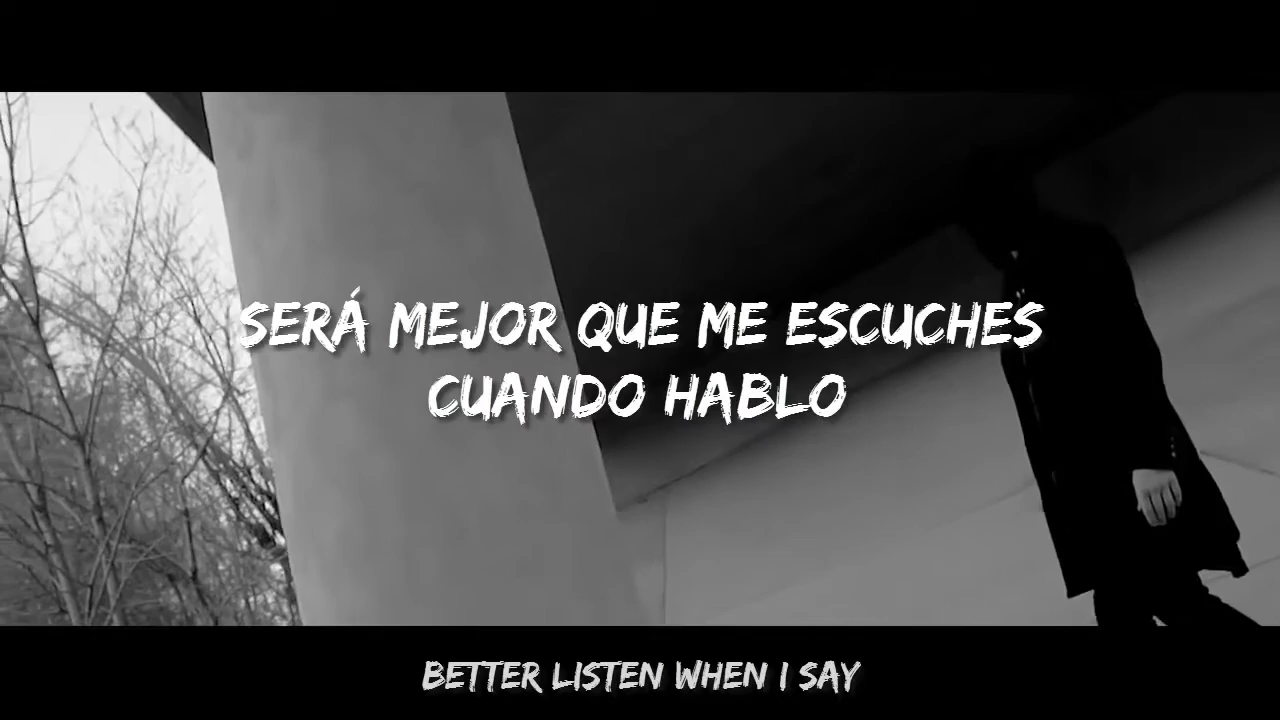 SERÁ MEJOR QUE ME ESCUCHES
CUANDO HABLO
BETTER LISTEN WHEN I SAY